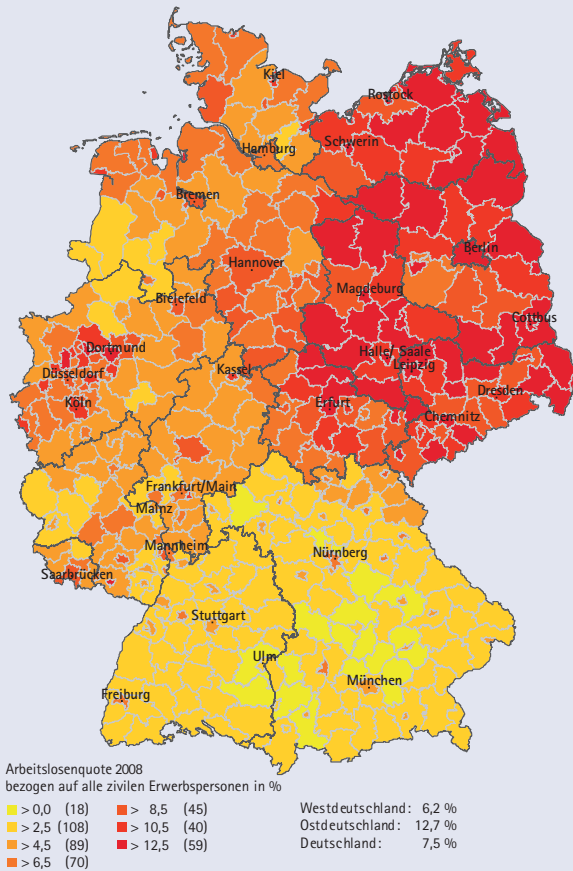 Kiel
Rostock
Schwerin
Hamburg
Bremen
Hannover
Berlin
Magdeburg
Bielefeld
Cottbus
Dortmund
Halle/Saale
Leipzig
Düsseldorf
Kassel
Dresden
Köln
Erfurt
Chemnitz
Frankfurt/Main
Mainz
Mannheim
Nürnberg
Saarbrücken
Stuttgart
Ulm
München
Freiburg
Arbeitslosenquote 2008
bezogen auf alle zivilen Erwerbspersonen in %
> 0,0 (18) > 8,5 (45) Westdeutschland: 6,2 %
> 2,5 (108) > 10,5 (40) Ostdeutschland: 12,7 %
> 4,5 (89) > 12,5 (59) Deutschland: 7,5 %
> 6,5 (70)